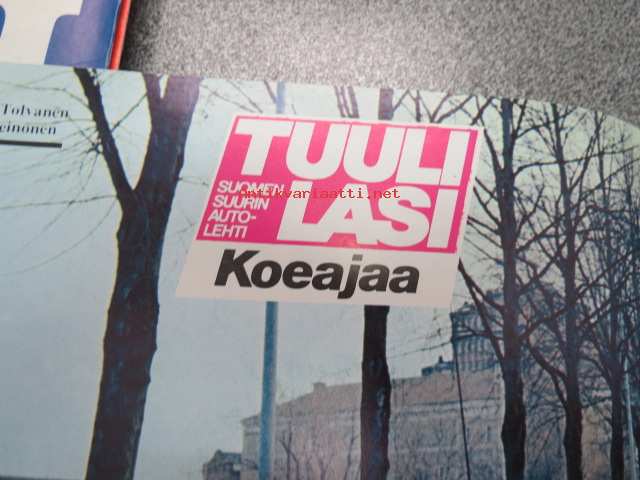 Tolvanen
einonen
TUULI
LASI
SUOMEN
SUURIN
AUTO-
LEHTI
Koeajaa
antikvariaatti.net